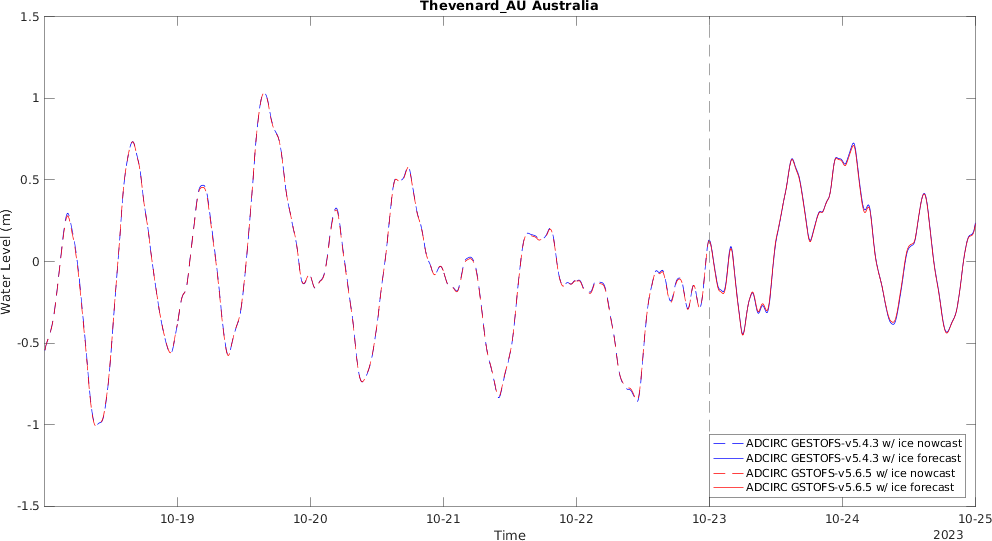 Thevenard_AU Australia
1.5
1
0.5
0
-0.5
-1
-1.5
Water Level (m)
ADCIRC GESTOFS-v5.4.3 w/ ice nowcast
ADCIRC GESTOFS-v5.4.3 w/ ice forecast
ADCIRC GSTOFS-v5.6.5 w/ ice nowcast
ADCIRC GSTOFS-v5.6.5 w/ ice forecast
10-19 10-20 10-21 10-22 10-23 10-24 10-25
Time
2023